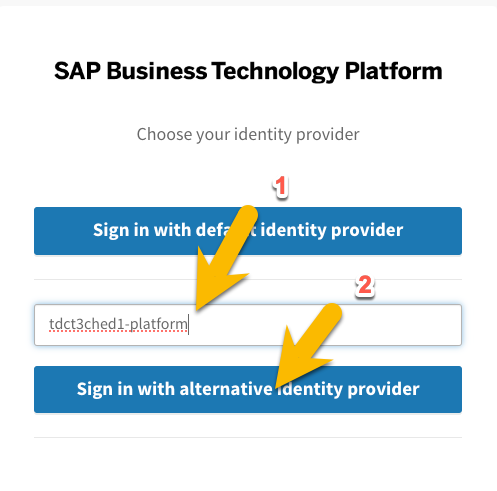 SAP Business Technology Platform
Choose your identity provider
1
Sign in with default identity provider
2
tdct3ched1-platform
Sign in with alternative identity provider